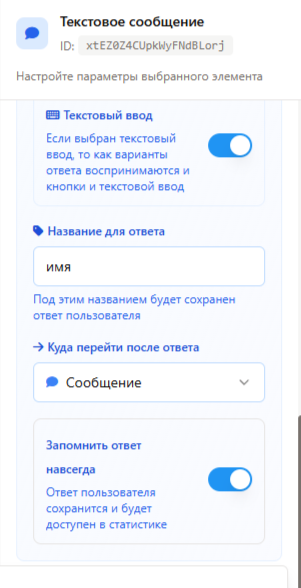 Текстовое сообщение
ID: xtEZ0Z4CUpkWyFNdBLorj
Настройте параметры выбранного элемента
Текстовый ввод
Если выбран текстовый
ввод, то как варианты
ответа воспринимаются и
кнопки и текстовой ввод
Название для ответа
имя
Под этим названием будет сохранен
ответ пользователя
Куда перейти после ответа
Сообщение
Запомнить ответ
навсегда
Ответ пользователя
сохранится и будет
доступен в статистике